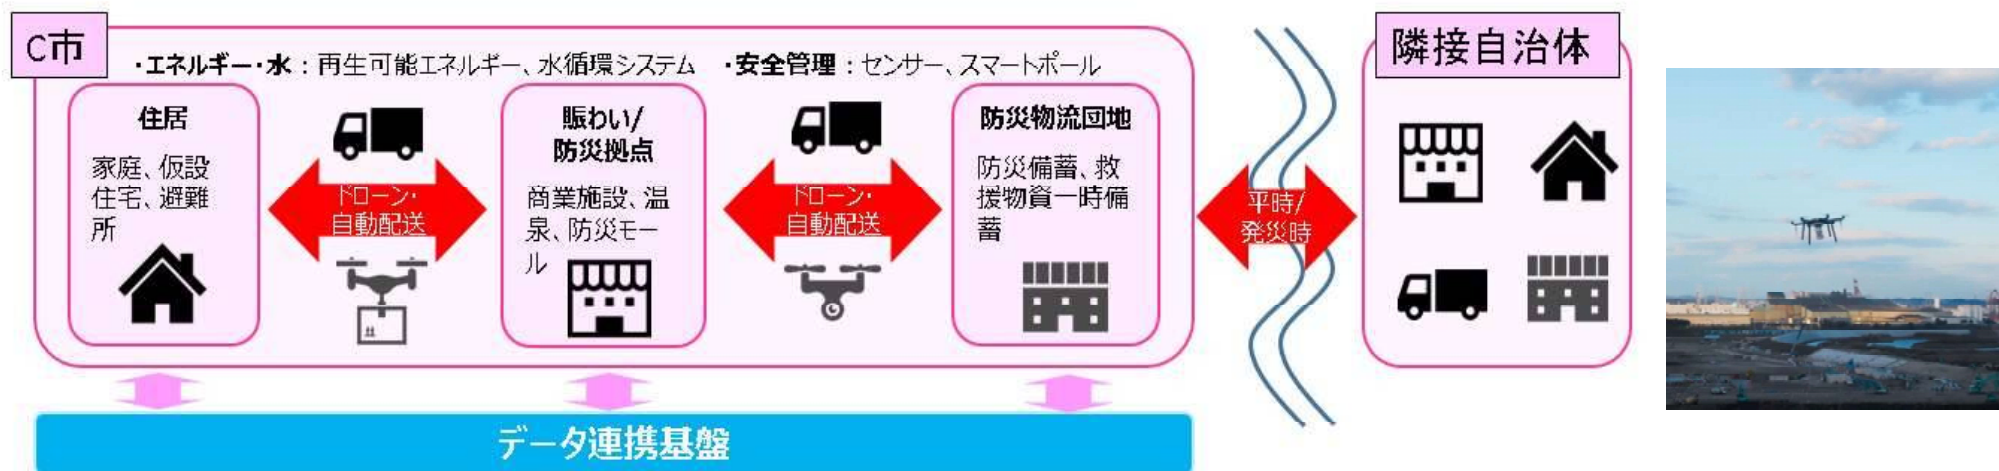 C市
・エネルギー・水：再生可能エネルギー、水循環システム　・安全管理：センサー、スマートポール
住居
家庭、仮設
住宅、避難
所
ドローン・
自動配送
賑わい/
防災拠点
商業施設、温
泉、防災モー
ル
ドローン・
自動配送
防災物流団地
防災備蓄、救
援物資一時備
蓄
平時/
発災時
隣接自治体
データ連携基盤